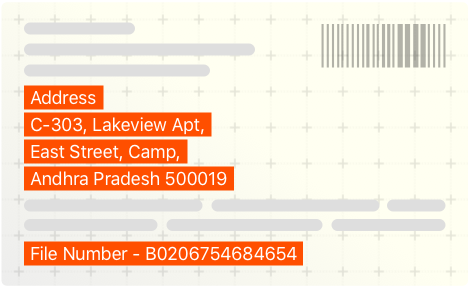 Address
C-303, Lakeview Apt,
East Street, Camp,
Andhra Pradesh 500019
File Number - B0206754684654